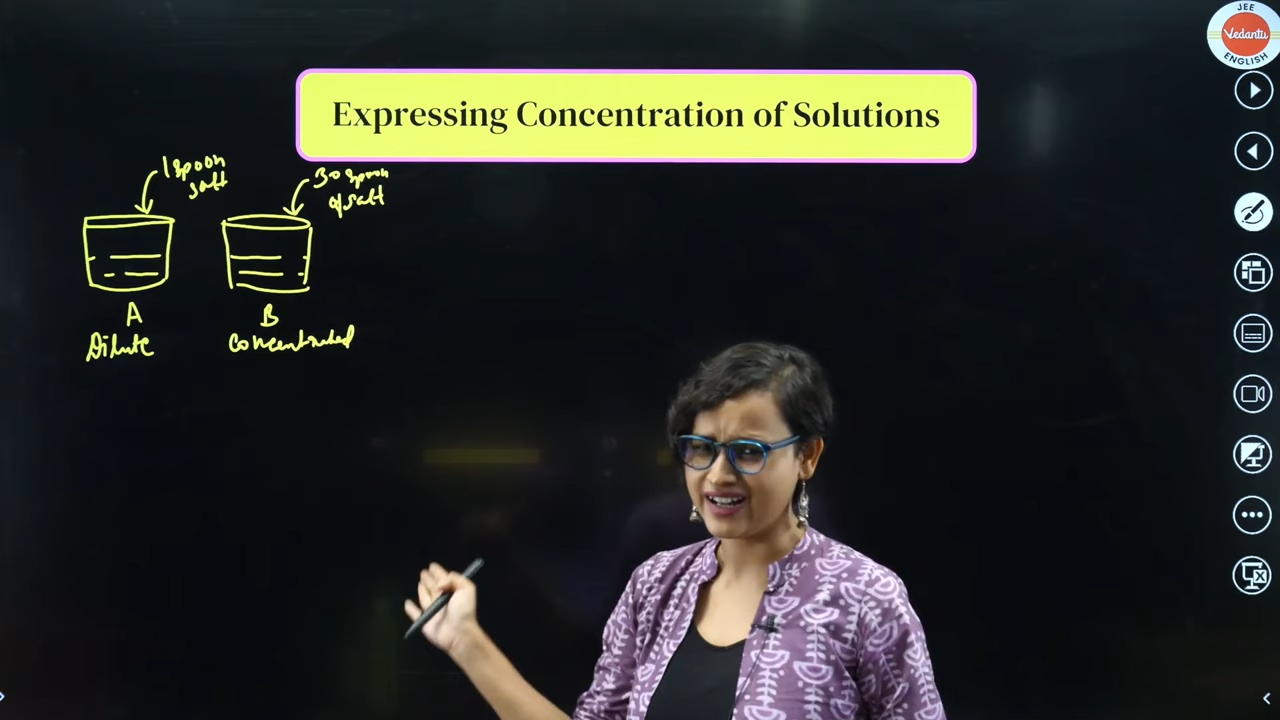 JEE
Vedantu
ENGLISH
Expressing Concentration of Solutions
1 spoon
salt
30 spoon
of salt
A
B
Dilute
Concentrated